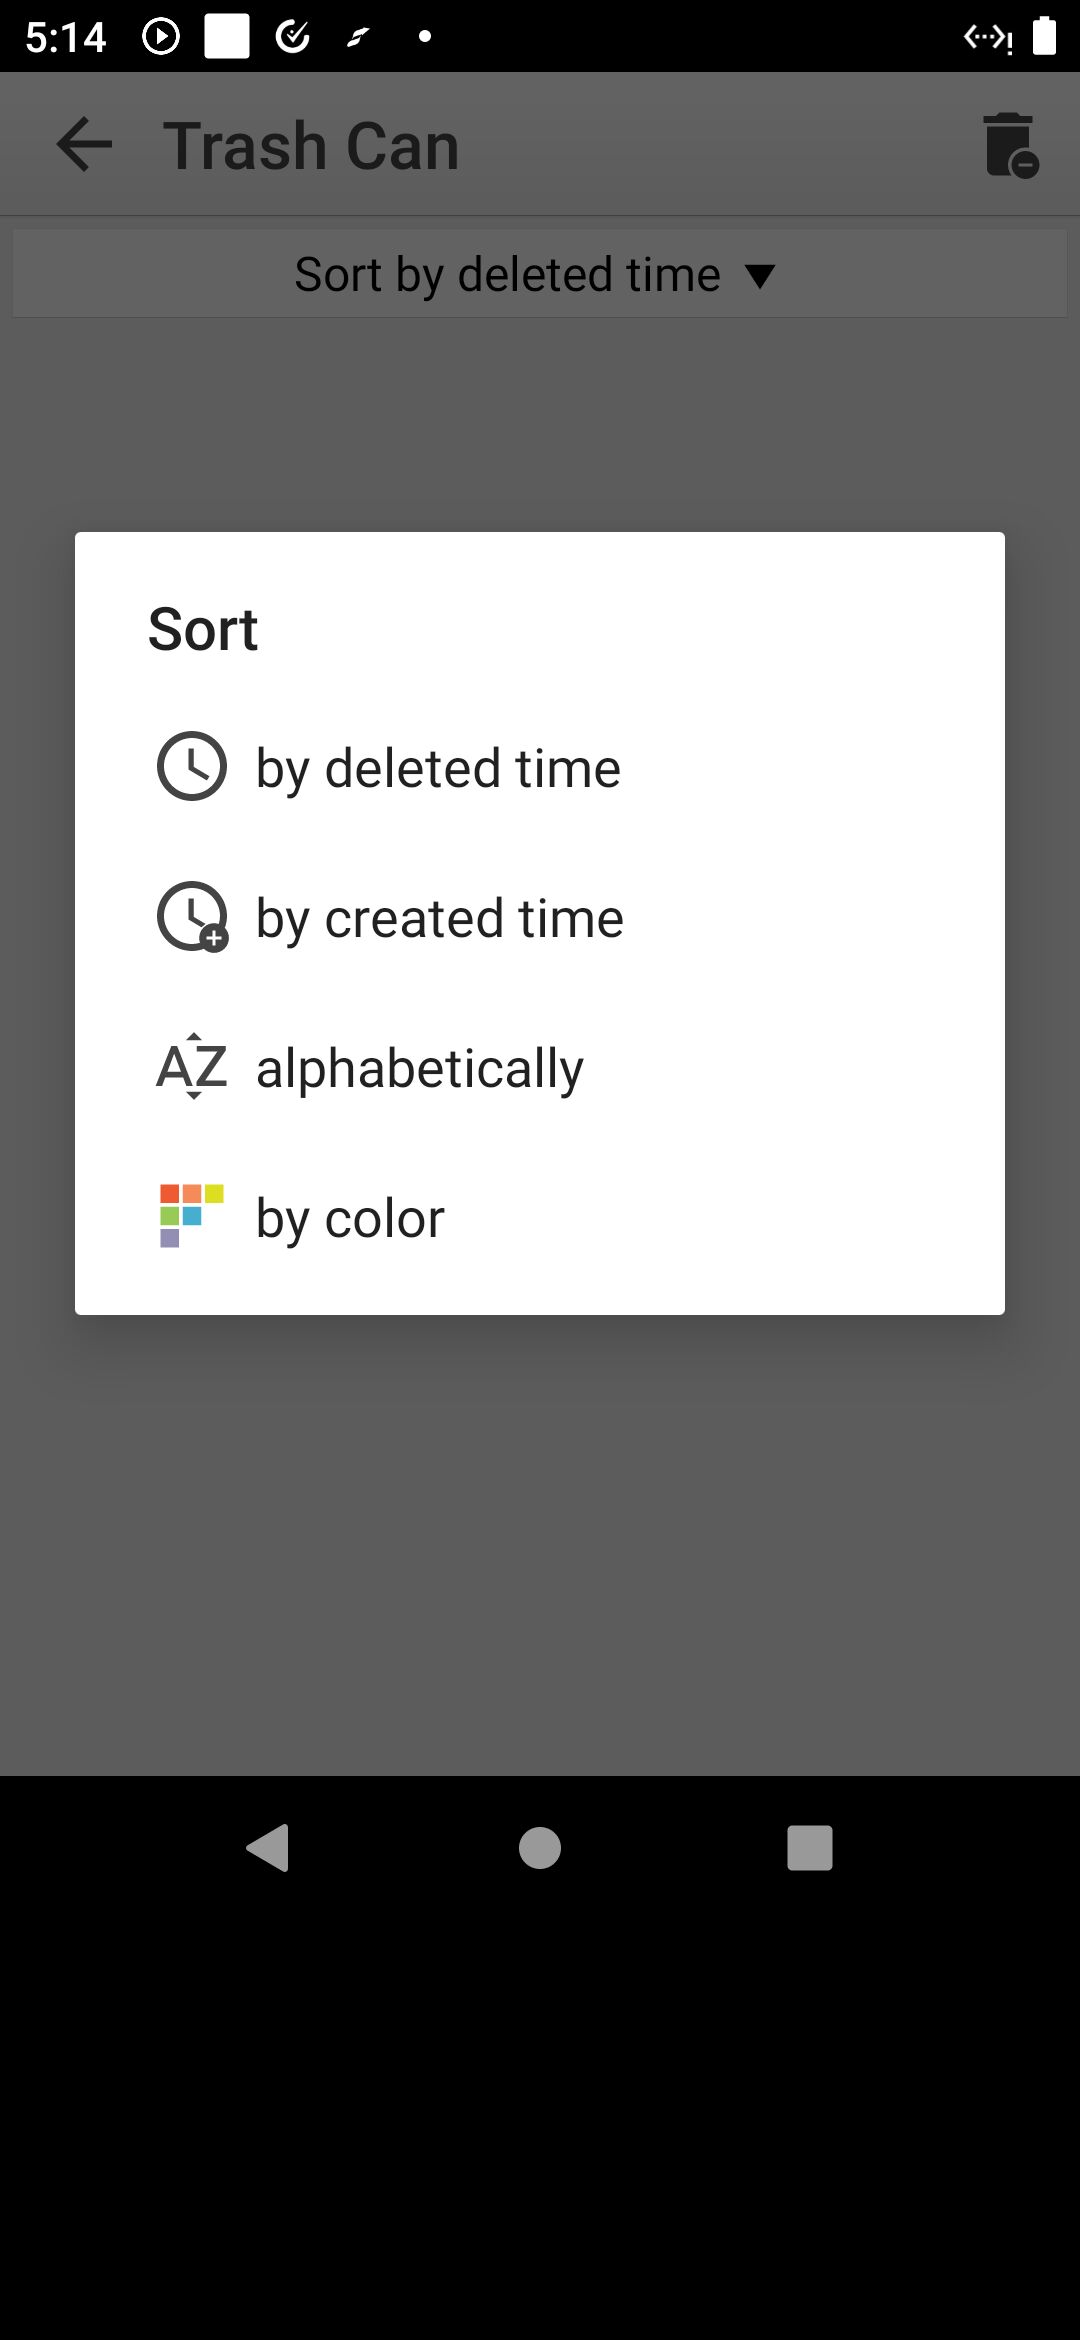 5:14
Trash Can
Sort by deleted time ▼
Sort
by deleted time
by created time
AZ alphabetically
by color